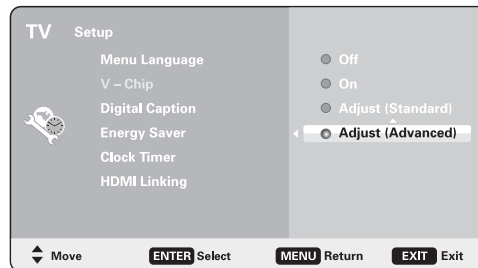 TV Setup
Menu Language
V – Chip
Digital Caption
Energy Saver
Clock Timer
HDMI Linking
Off
On
Adjust (Standard)
Adjust (Advanced)
Move ENTER Select MENU Return EXIT Exit